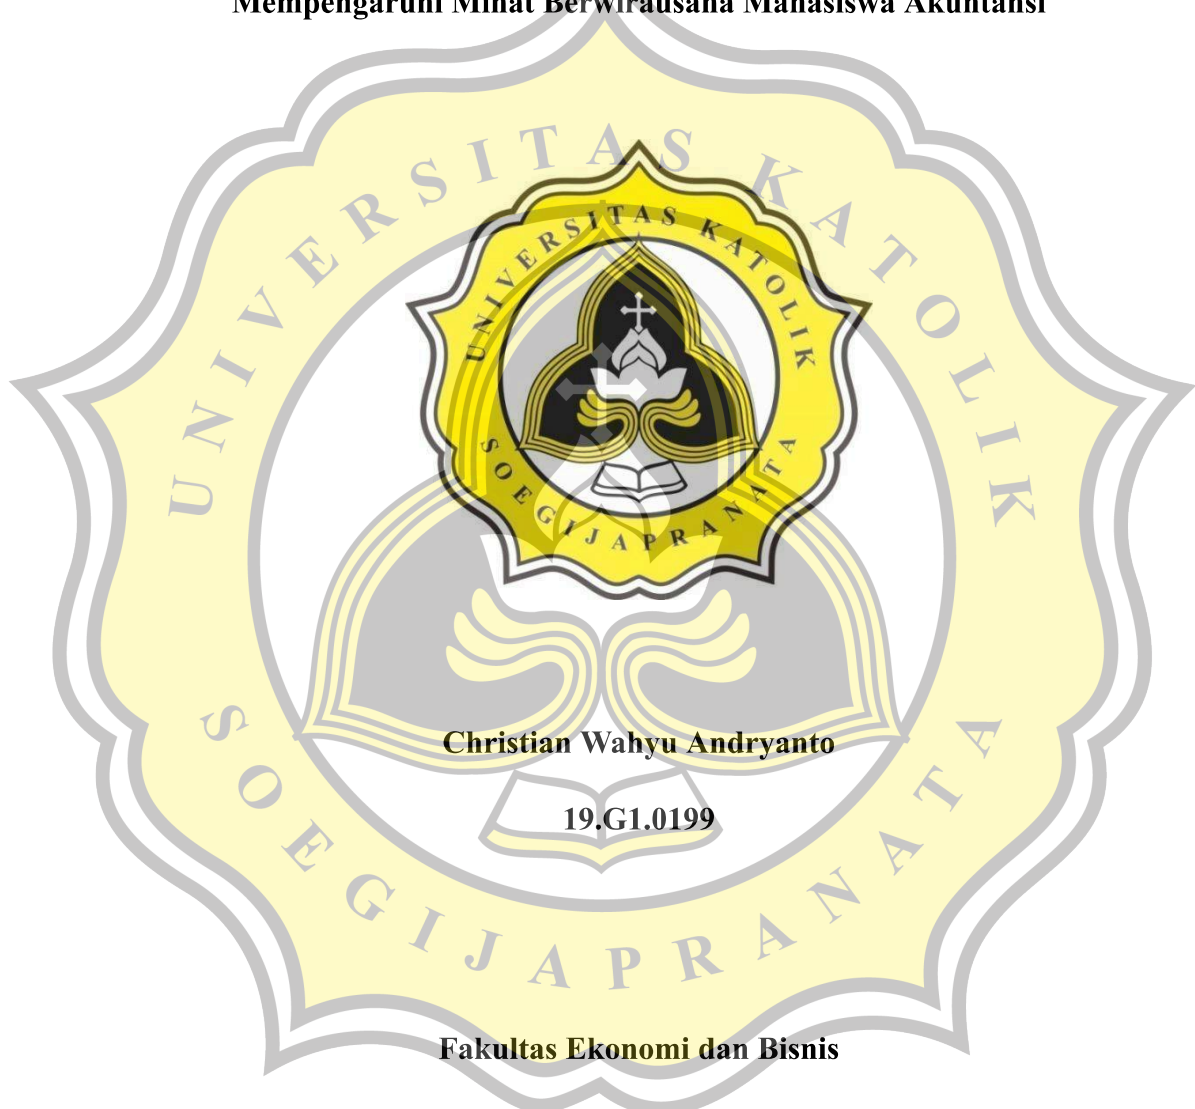 Mempengaruhi Minat Berwirausaha Mahasiswa Akuntansi
UNIVERSITAS KATOLIK
SOEGIJAPRANATA
UNIVERSITAS KATOLIK
SOEGIJAPRANATA
Christian Wahyu Andryanto
19.G1.0199
Fakultas Ekonomi dan Bisnis